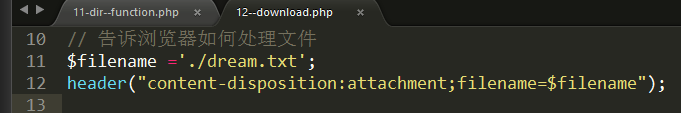 11-dir--function.php × 12--download.php ×
10 // 告诉浏览器如何处理文件
11 $filename ='./dream.txt';
12 header("content-disposition:attachment;filename=$filename");
13